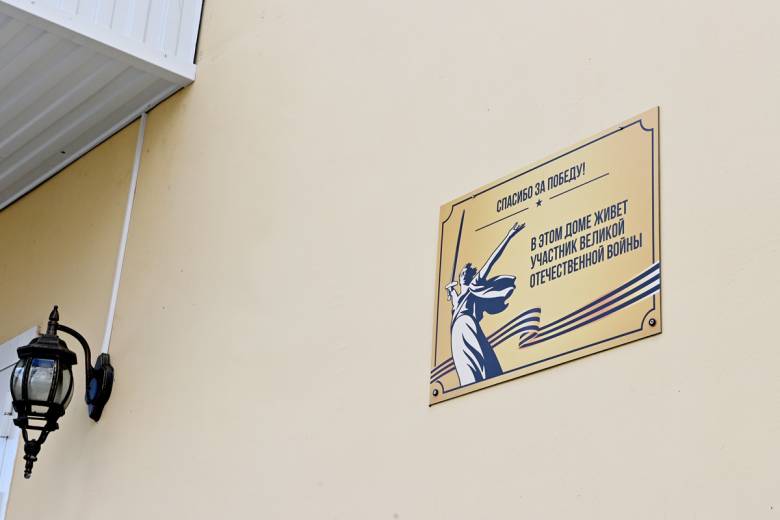 СПАСИБО ЗА ПОБЕДУ!
В ЭТОМ ДОМЕ ЖИВЕТ
УЧАСТНИК ВЕЛИКОЙ
ОТЕЧЕСТВЕННОЙ ВОЙНЫ